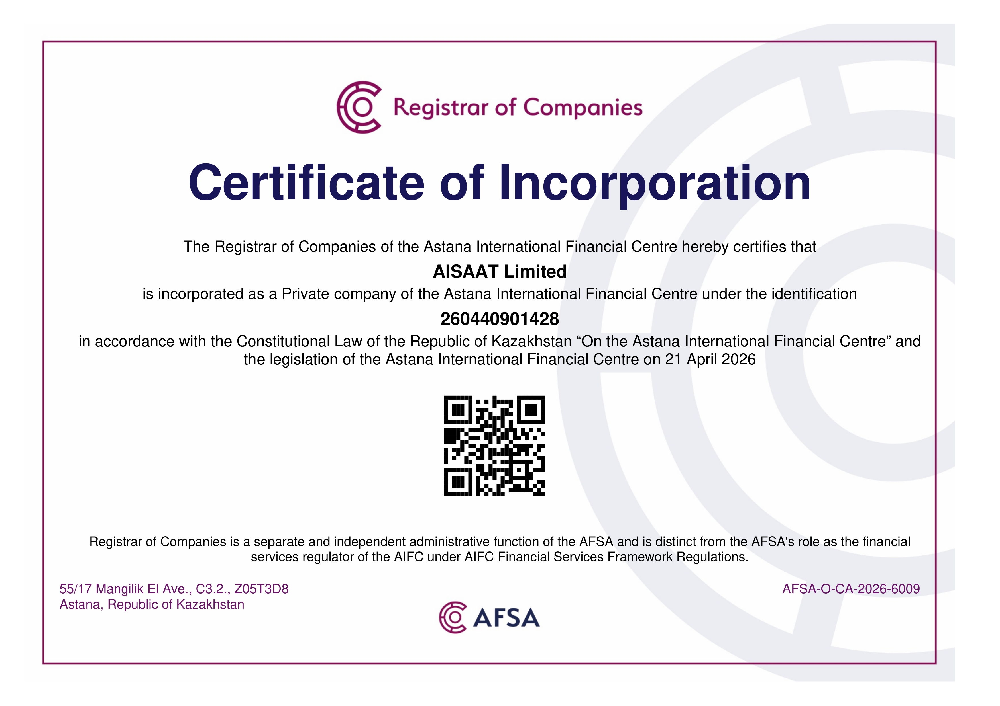 Registrar of Companies
Certificate of Incorporation
The Registrar of Companies of the Astana International Financial Centre hereby certifies that
AISAAT Limited
is incorporated as a Private company of the Astana International Financial Centre under the identification
260440901428
in accordance with the Constitutional Law of the Republic of Kazakhstan “On the Astana International Financial Centre” and
the legislation of the Astana International Financial Centre on 21 April 2026
Registrar of Companies is a separate and independent administrative function of the AFSA and is distinct from the AFSA's role as the financial
services regulator of the AIFC under AIFC Financial Services Framework Regulations.
55/17 Mangilik El Ave., C3.2., Z05T3D8
Astana, Republic of Kazakhstan
AFSA-O-CA-2026-6009
AFSA